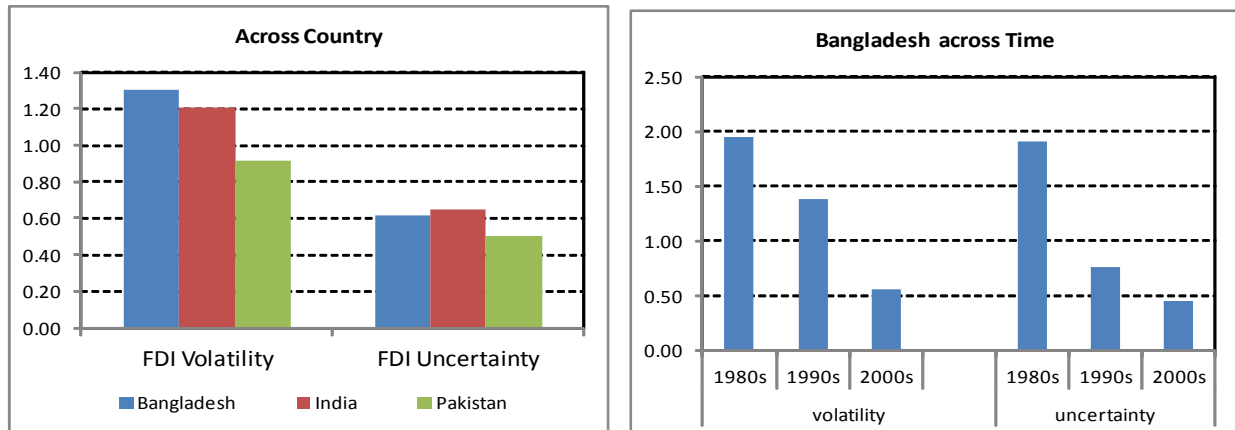 Across Country
1.40
1.20
1.00
0.80
0.60
0.40
0.20
0.00
FDI Volatility FDI Uncertainty
Bangladesh India Pakistan
Bangladesh across Time
2.50
2.00
1.50
1.00
0.50
0.00
1980s 1990s 2000s 1980s 1990s 2000s
volatility uncertainty